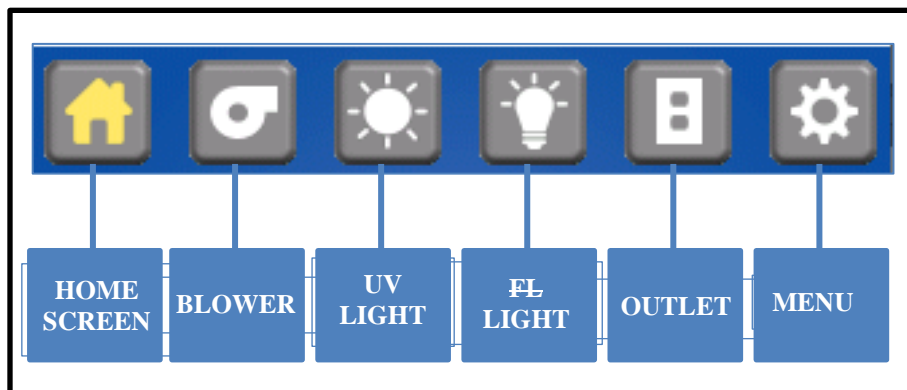 HOME
SCREEN
BLOWER
UV
LIGHT
FL
LIGHT
OUTLET
MENU